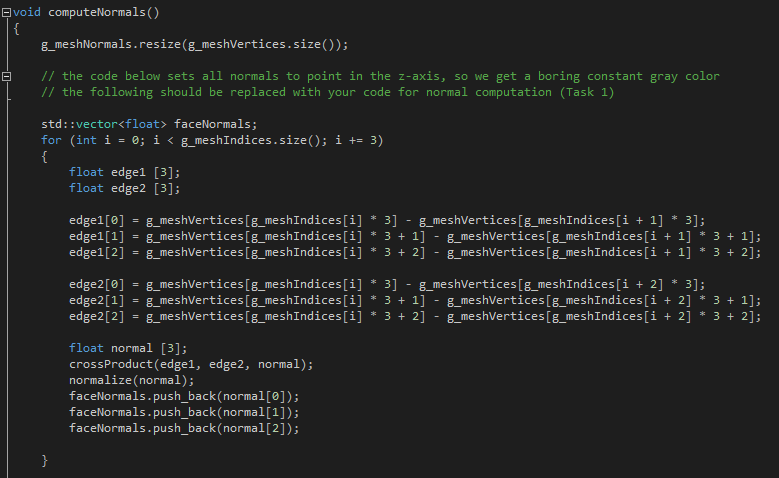 void computeNormals()
{
g_meshNormals.resize(g_meshVertices.size());
// the code below sets all normals to point in the z-axis, so we get a boring constant gray color
// the following should be replaced with your code for normal computation (Task 1)
std::vector<float> faceNormals;
for (int i = 0; i < g_meshIndices.size(); i += 3)
{
float edge1 [3];
float edge2 [3];
edge1[0] = g_meshVertices[g_meshIndices[i] * 3] - g_meshVertices[g_meshIndices[i + 1] * 3];
edge1[1] = g_meshVertices[g_meshIndices[i] * 3 + 1] - g_meshVertices[g_meshIndices[i + 1] * 3 + 1];
edge1[2] = g_meshVertices[g_meshIndices[i] * 3 + 2] - g_meshVertices[g_meshIndices[i + 1] * 3 + 2];
edge2[0] = g_meshVertices[g_meshIndices[i] * 3] - g_meshVertices[g_meshIndices[i + 2] * 3];
edge2[1] = g_meshVertices[g_meshIndices[i] * 3 + 1] - g_meshVertices[g_meshIndices[i + 2] * 3 + 1];
edge2[2] = g_meshVertices[g_meshIndices[i] * 3 + 2] - g_meshVertices[g_meshIndices[i + 2] * 3 + 2];
float normal [3];
crossProduct(edge1, edge2, normal);
normalize(normal);
faceNormals.push_back(normal[0]);
faceNormals.push_back(normal[1]);
faceNormals.push_back(normal[2]);
}